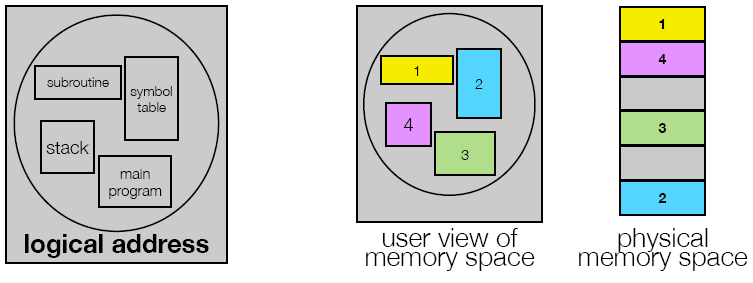 subroutine
symbol
table
stack
main
program
logical address
1
2
4
3
user view of
memory space
1
4
3
2
physical
memory space